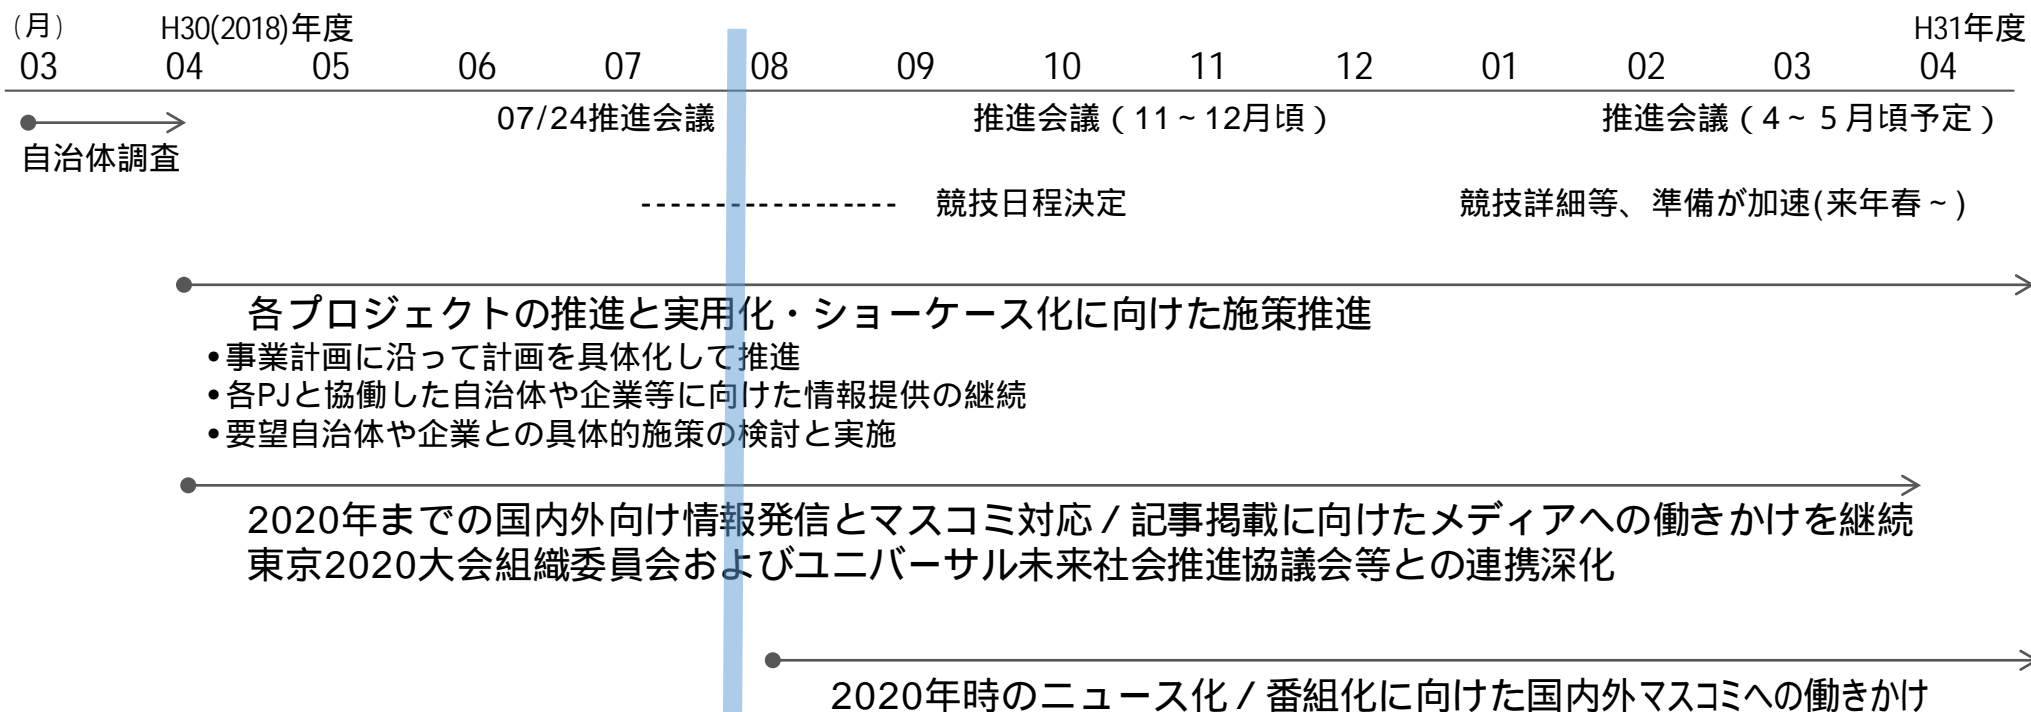 (月) H30(2018)年度 H31年度
03 04 05 06 07 08 09 10 11 12 01 02 03 04
07/24推進会議 推進会議（11～12月頃） 推進会議（4～５月頃予定）
自治体調査
競技日程決定 競技詳細等、準備が加速(来年春～)
各プロジェクトの推進と実用化・ショーケース化に向けた施策推進
•事業計画に沿って計画を具体化して推進
•各PJと協働した自治体や企業等に向けた情報提供の継続
•要望自治体や企業との具体的施策の検討と実施
2020年までの国内外向け情報発信とマスコミ対応／記事掲載に向けたメディアへの働きかけを継続
東京2020大会組織委員会およびユニバーサル未来社会推進協議会等との連携深化
2020年時のニュース化／番組化に向けた国内外マスコミへの働きかけ